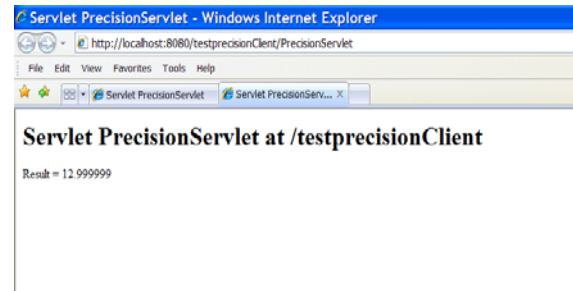 Servlet PrecisionServlet - Windows Internet Explorer
http://localhost:8080/testprecisionClient/PrecisionServlet
File Edit View Favorites Tools Help
Servlet PrecisionServlet Servlet PrecisionServ... X
Servlet PrecisionServlet at /testprecisionClient
Result = 12.999999